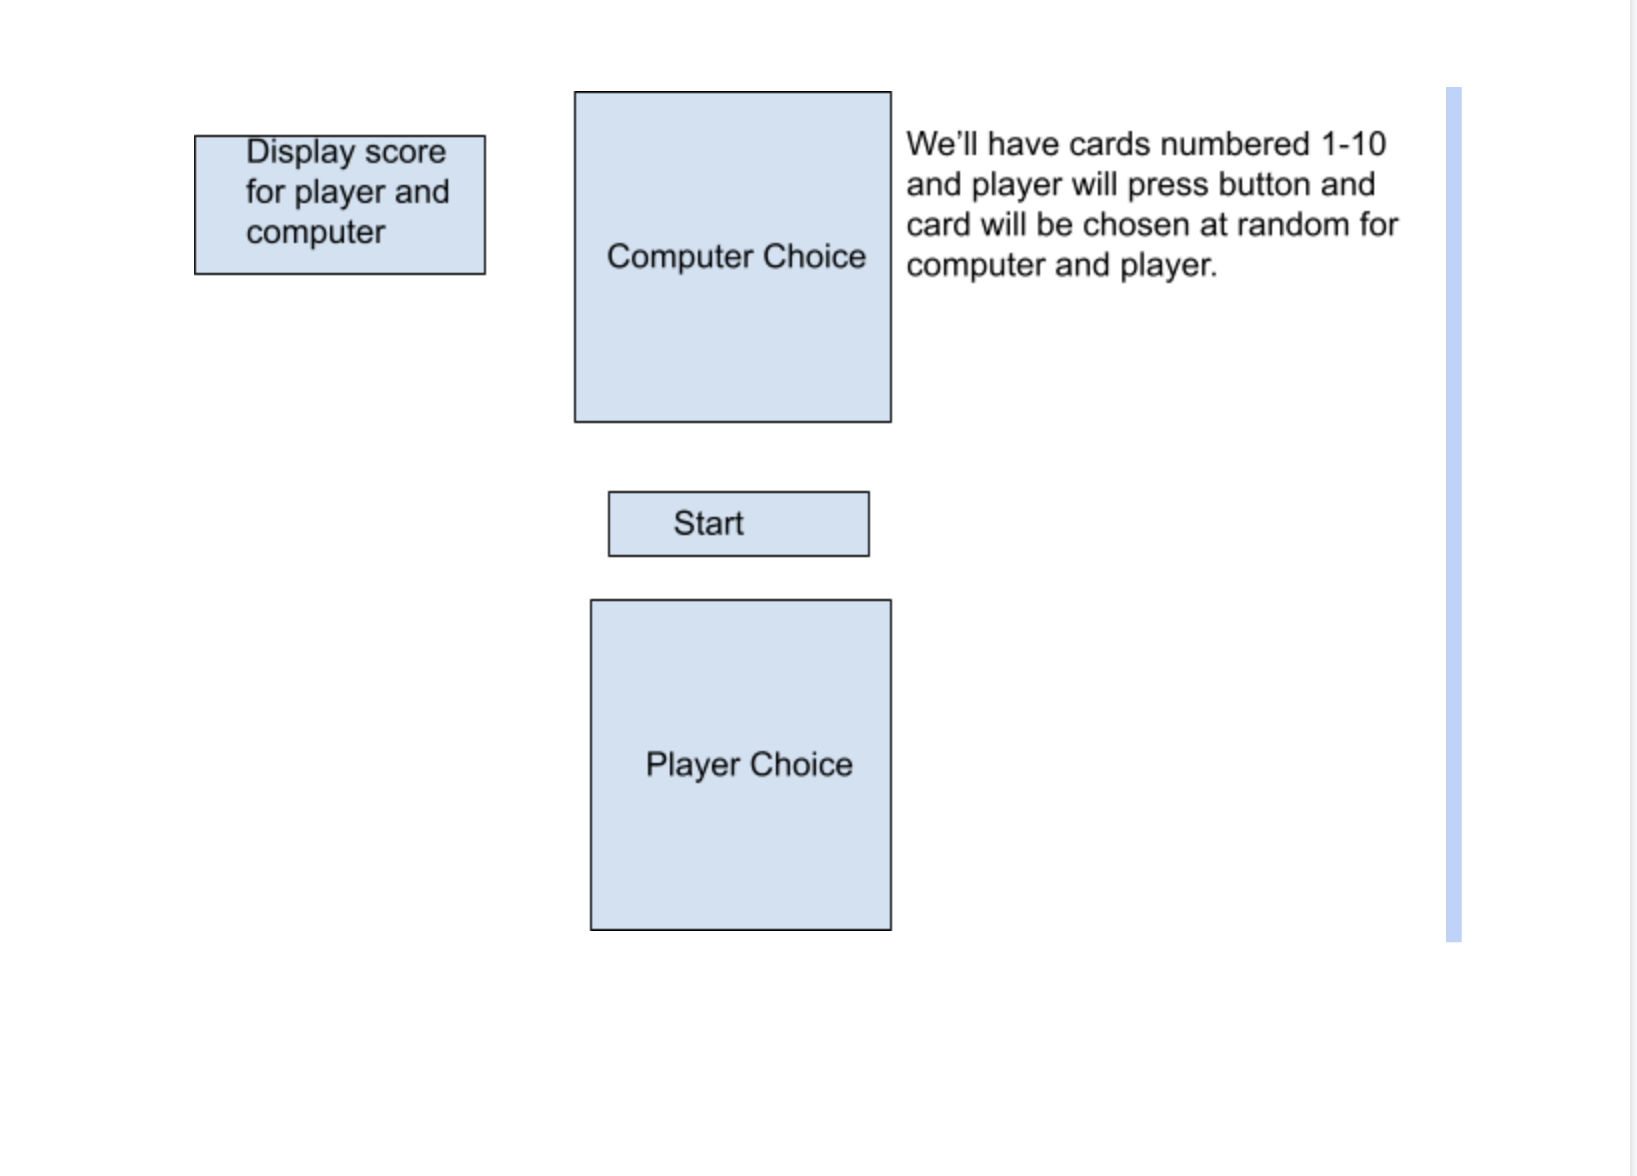 Display score
for player and
computer
Computer Choice
We'll have cards numbered 1-10
and player will press button and
card will be chosen at random for
computer and player.
Start
Player Choice